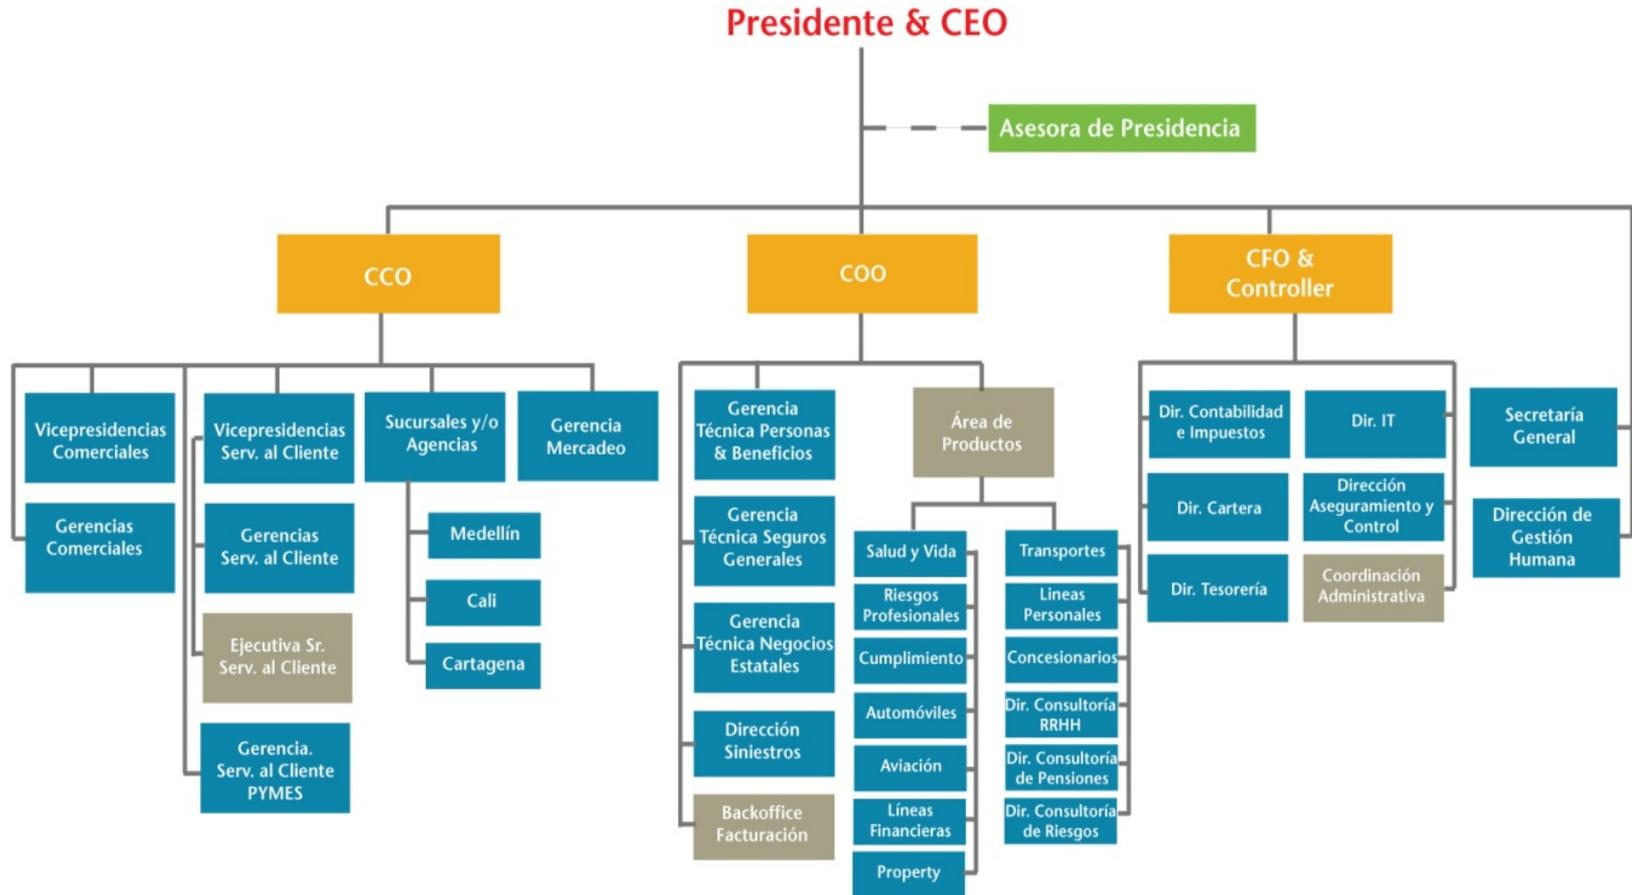 Presidente & CEO
Asesora de Presidencia
CCO
COO
CFO &
Controller
Vicepresidencias
Comerciales
Gerencias
Comerciales
Vicepresidencias
Serv. al Cliente
Gerencias
Serv. al Cliente
Ejecutiva Sr.
Serv. al Cliente
Gerencia.
Serv. al Cliente
PYMES
Sucursales y/o
Agencias
Medellín
Cali
Cartagena
Gerencia
Mercadeo
Gerencia
Técnica Personas
& Beneficios
Gerencia
Técnica Seguros
Generales
Gerencia
Técnica Negocios
Estatales
Dirección
Siniestros
Backoffice
Facturación
Área de
Productos
Salud y Vida
Riesgos
Profesionales
Cumplimiento
Automóviles
Aviación
Líneas
Financieras
Property
Transportes
Lineas
Personales
Concesionarios
Dir. Consultoría
RRHH
Dir. Consultoría
de Pensiones
Dir. Consultoría
de Riesgos
Dir. Contabilidad
e Impuestos
Dir. Cartera
Dir. Tesorería
Dir. IT
Dirección
Aseguramiento y
Control
Coordinación
Administrativa
Secretaría
General
Dirección de
Gestión
Humana